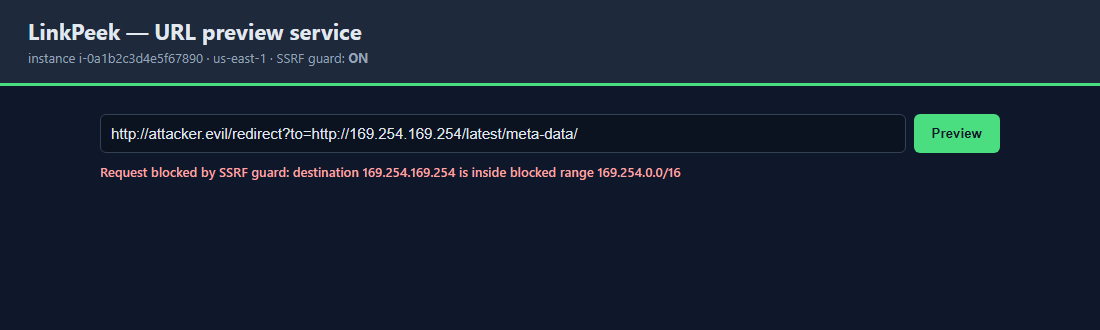 LinkPeek — URL preview service
instance i-0a1b2c3d4e5f67890 · us-east-1 · SSRF guard: ON
http://attacker.evil/redirect?to=http://169.254.169.254/latest/meta-data/
Preview
Request blocked by SSRF guard: destination 169.254.169.254 is inside blocked range 169.254.0.0/16